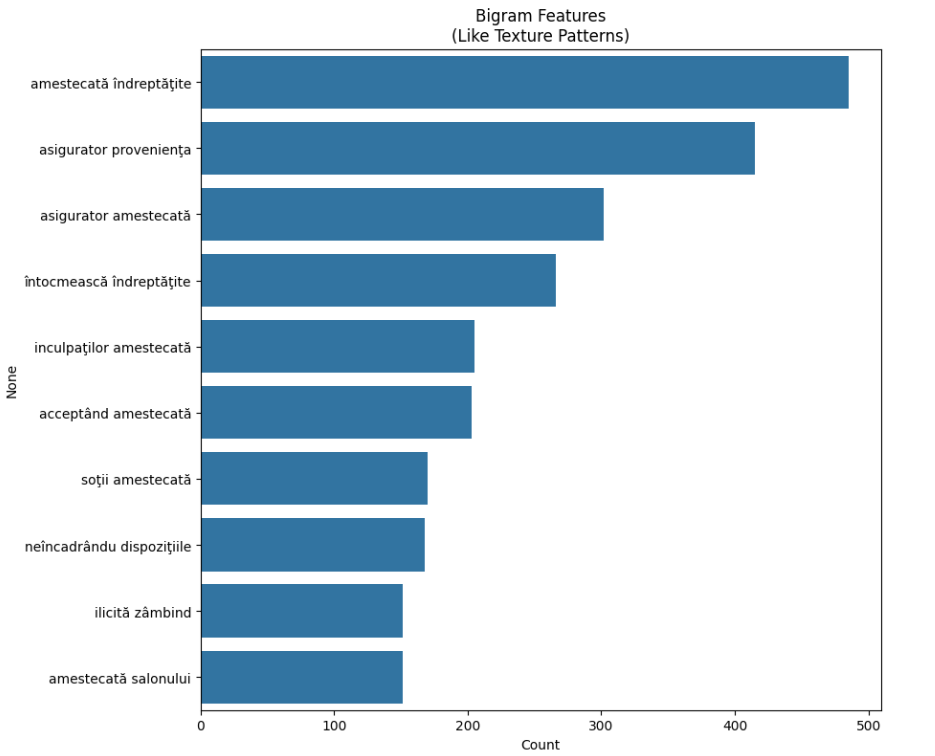 Bigram Features
(Like Texture Patterns)
amestecată îndreptăţite
asigurator provenienţa
asigurator amestecată
întocmească îndreptăţite
inculpaţilor amestecată
acceptând amestecată
soţii amestecată
neîncadrându dispoziţiile
ilicită zâmbind
amestecată salonului
None
0 100 200 300 400 500
Count